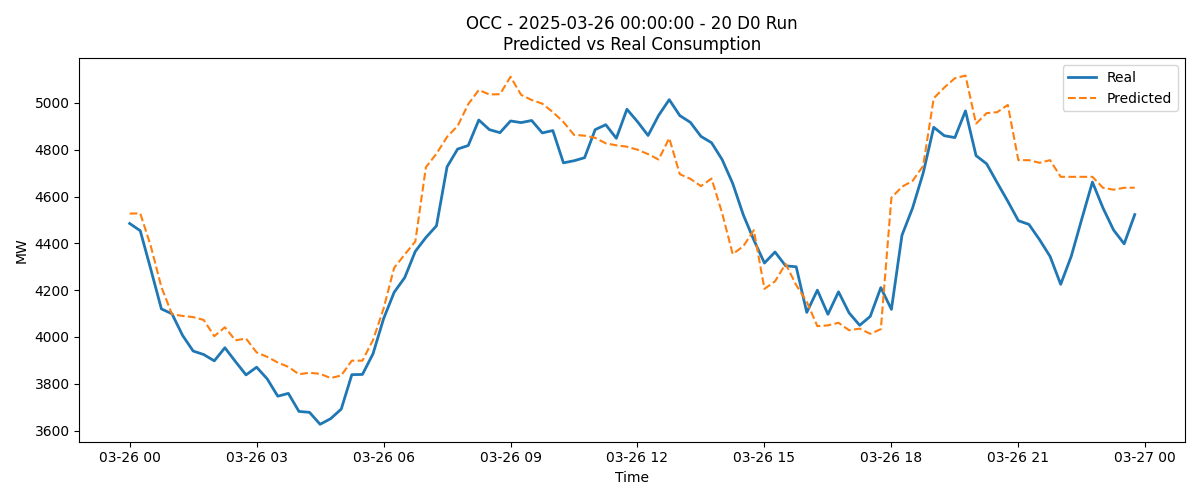 OCC - 2025-03-26 00:00:00 - 20 D0 Run
Predicted vs Real Consumption
Real
Predicted
MW
5000
4800
4600
4400
4200
4000
3800
3600
03-26 00
03-26 03
03-26 06
03-26 09
03-26 12
03-26 15
03-26 18
03-26 21
03-27 00
Time